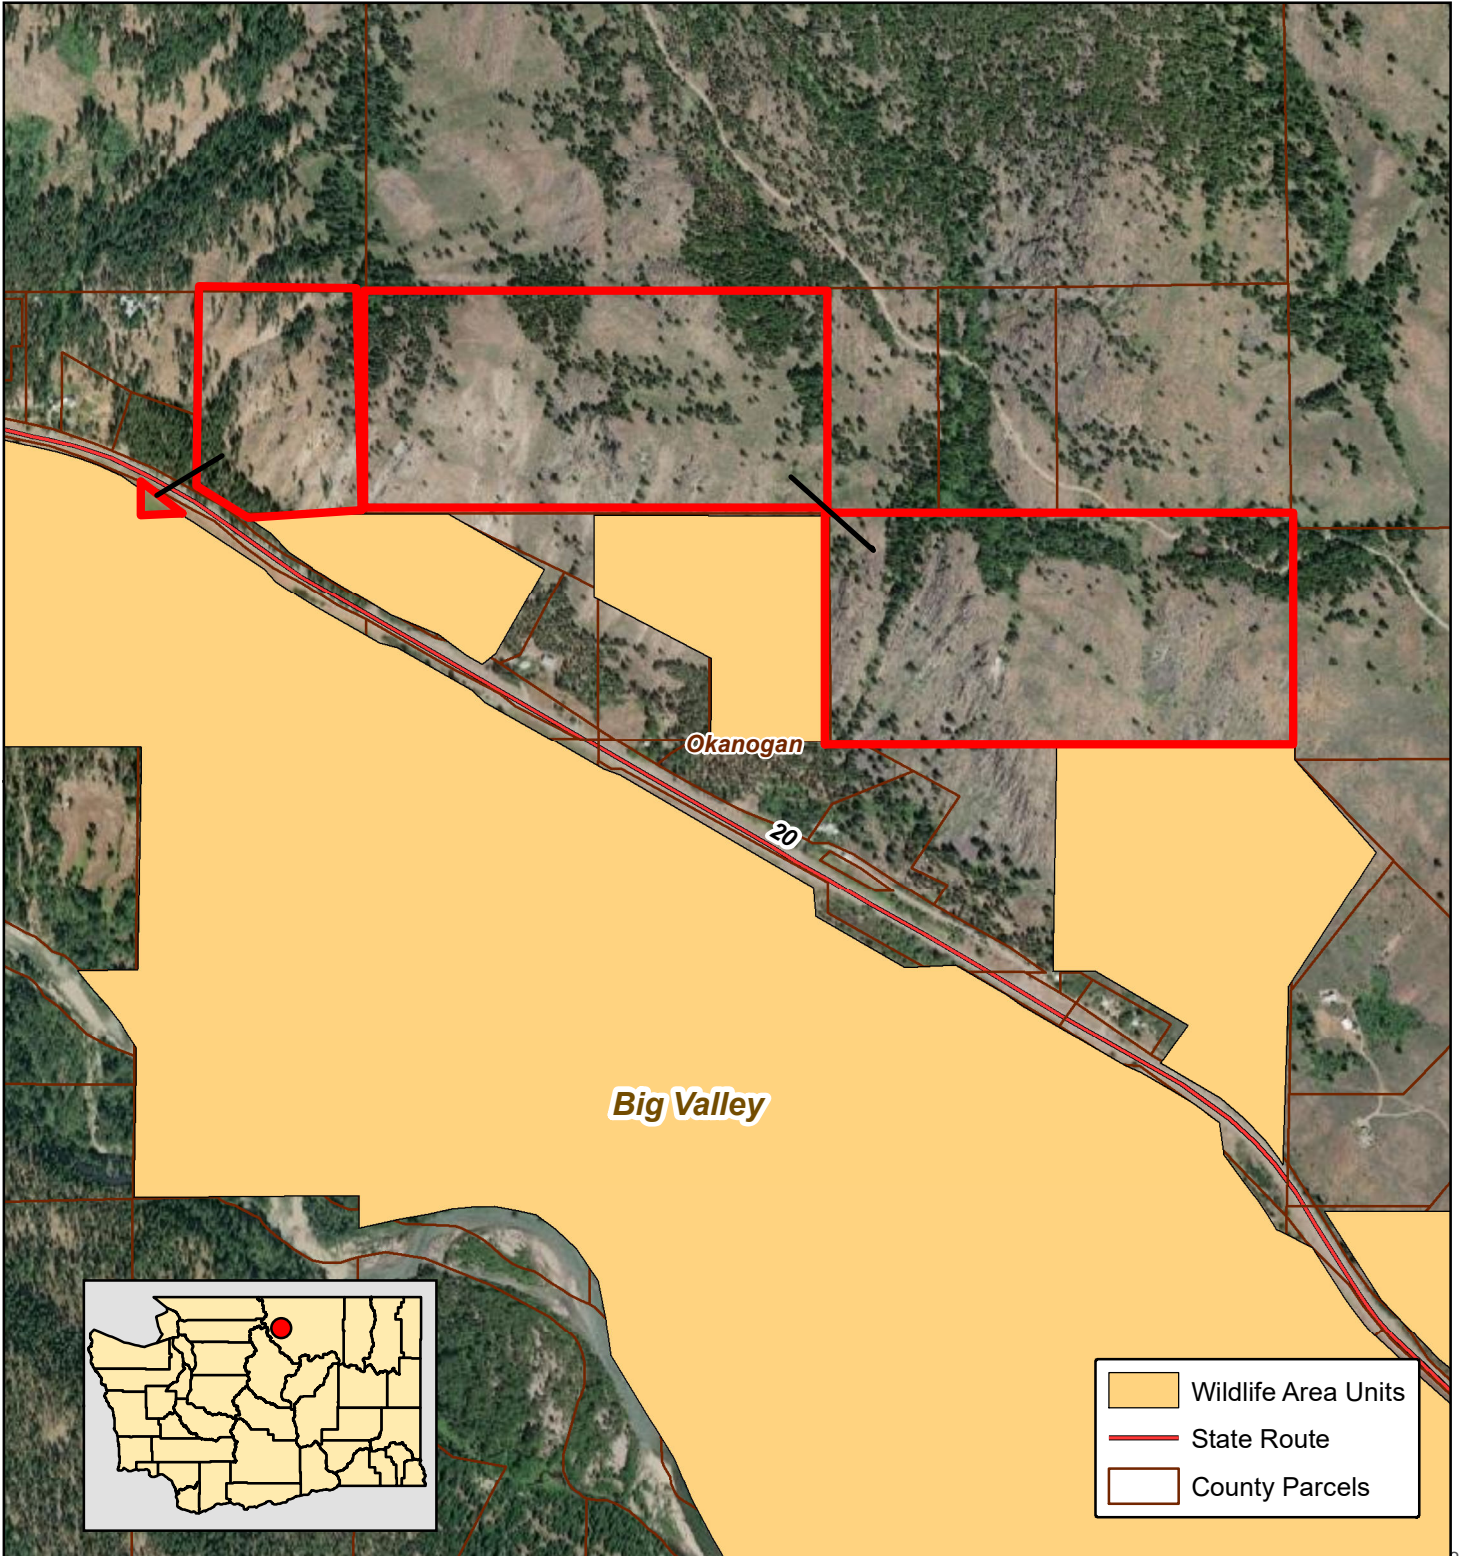 Okanogan
20
Big Valley
Wildlife Area Units
State Route
County Parcels